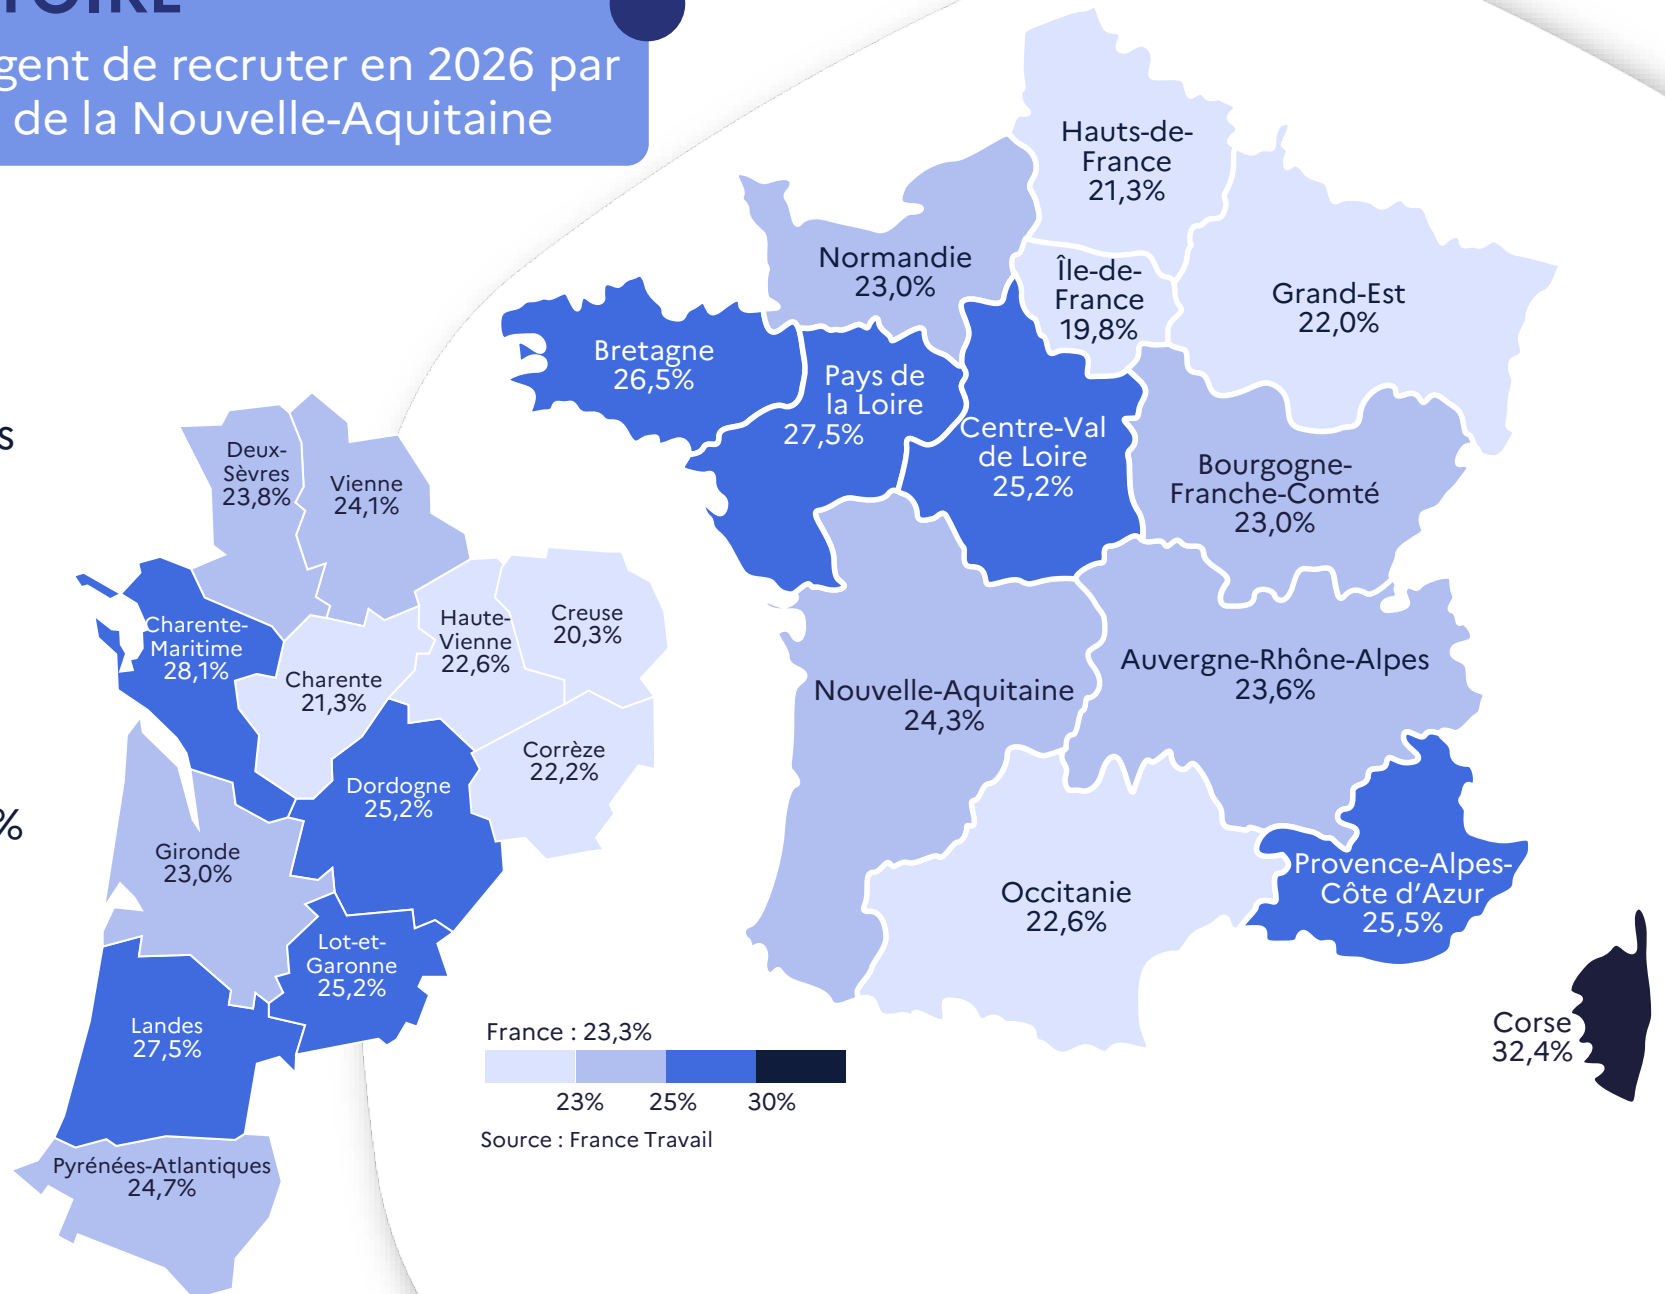 gent de recruter en 2026 par
de la Nouvelle-Aquitaine
s
%
Hauts-de-
France
21,3%
Normandie
23,0%
Île-de-
France
19,8%
Grand-Est
22,0%
Bretagne
26,5%
Pays de
la Loire
27,5%
Centre-Val
de Loire
25,2%
Bourgogne-
Franche-Comté
23,0%
Nouvelle-Aquitaine
24,3%
Auvergne-Rhône-Alpes
23,6%
Occitanie
22,6%
Provence-Alpes-
Côte d'Azur
25,5%
Corse
32,4%
Deux-
Sèvres
23,8%
Vienne
24,1%
Charente-
Maritime
28,1%
Charente
21,3%
Haute-
Vienne
22,6%
Creuse
20,3%
Corrèze
22,2%
Dordogne
25,2%
Gironde
23,0%
Lot-et-
Garonne
25,2%
Landes
27,5%
Pyrénées-Atlantiques
24,7%
France : 23,3%
23% 25% 30%
Source : France Travail